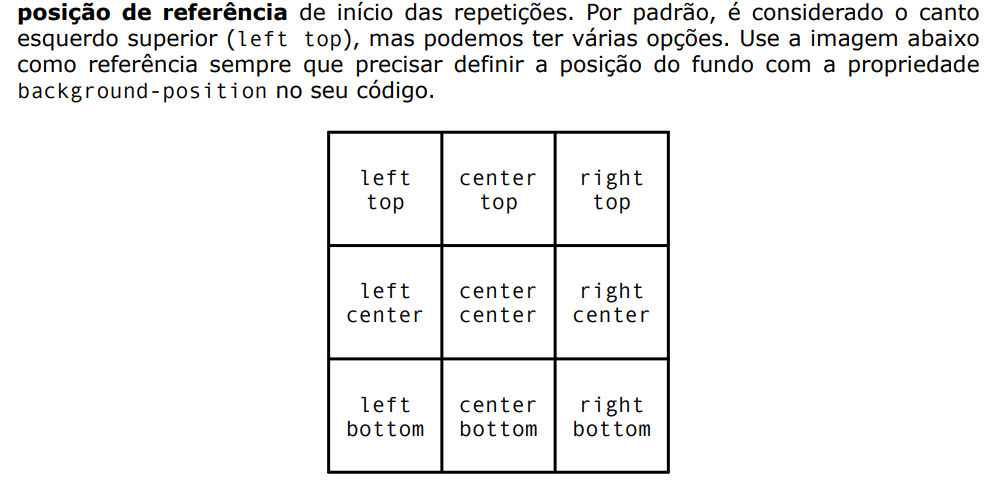 posição de referência de início das repetições. Por padrão, é considerado o canto
esquerdo superior (left top), mas podemos ter várias opções. Use a imagem abaixo
como referência sempre que precisar definir a posição do fundo com a propriedade
background-position no seu código.
left center right
top top top
left center right
center center center
left center right
bottom bottom bottom